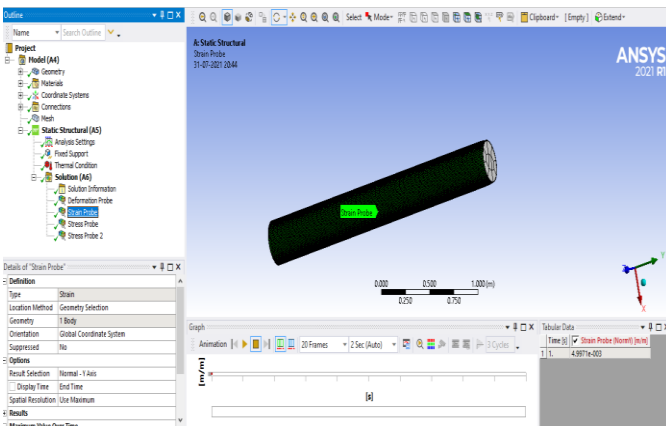 Outline
Name Search Outline
Project
Model (A4)
Geometry
Materials
Coordinate Systems
Connections
Mesh
Static Structural (A5)
Analysis Settings
Fixed Support
Thermal Condition
Solution (A6)
Solution Information
Deformation Probe
Strain Probe
Stress Probe
Stress Probe 2
Details of "Strain Probe"
Definition
Type Strain
Location Method Geometry Selection
Geometry 1 Body
Orientation Global Coordinate System
Suppressed No
Options
Result Selection Normal - Y Axis
Display Time End Time
Spatial Resolution Use Maximum
Results
Maximum Value Over Time
Select Mode Clipboard [Empty] Extend
A: Static Structural
Strain Probe
31-07-2021 20:44
ANSYS
2021 R1
Strain Probe
0.000 0.500 1.000 (m)
0.250 0.750
Y
Z
X
Graph
Animation 20 Frames 2 Sec (Auto) 3 Cycles
[m/m]
[s]
Tabular Data
Time [s] Strain Probe (NormY) [m/m]
1 1. 4.9971e-003